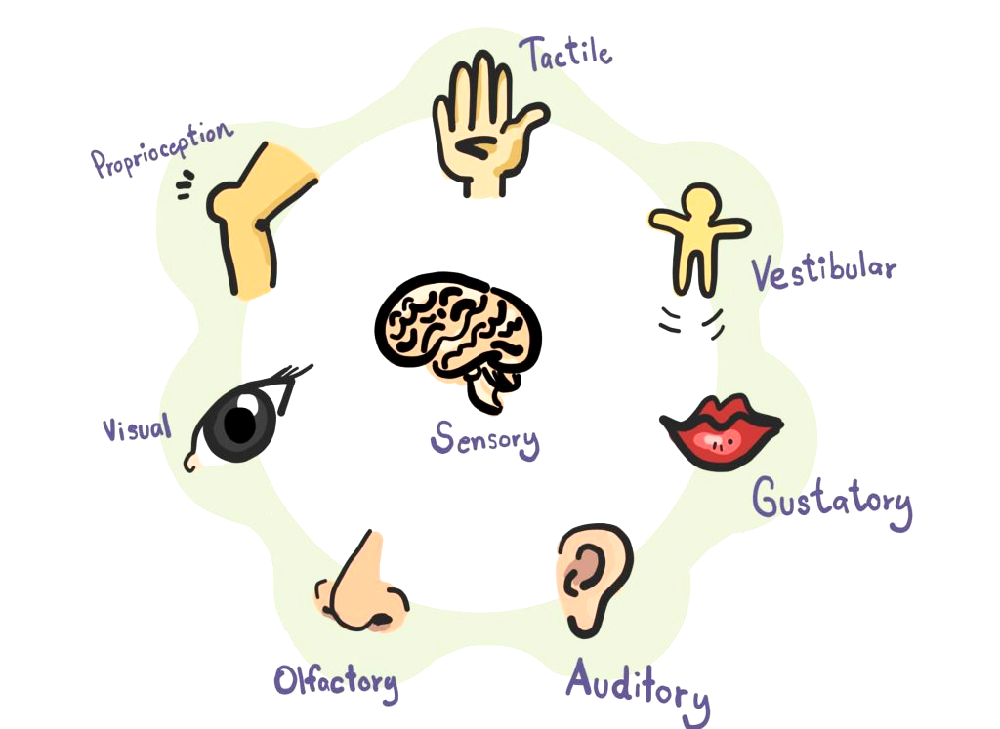 Tactile
Proprioception
Vestibular
Visual
Sensory
Gustatory
Olfactory
Auditory